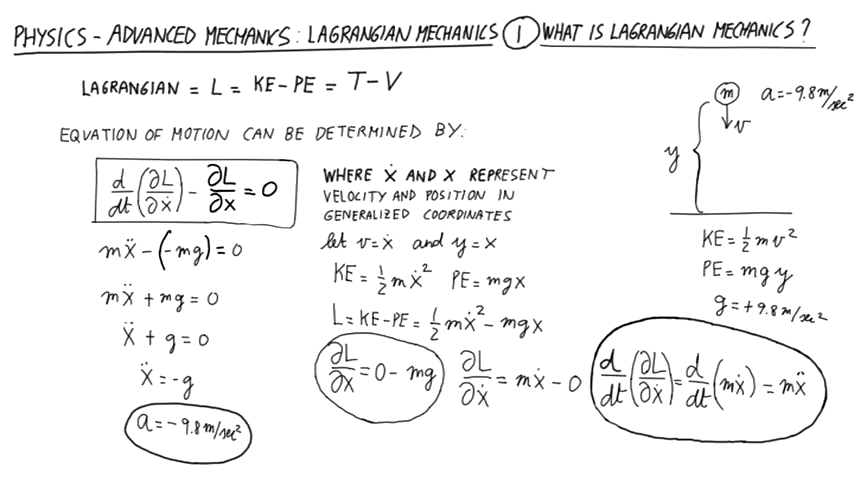 PHYSICS - ADVANCED MECHANKS: LAGRANGIAN MECHANICS ① WHAT IS LAGRANGIAN MECHANICS?
LAGRANGIAN = L = KE - PE = T - V
EQUATION OF MOTION CAN BE DETERMINED BY:
d/dt(∂L/∂ẋ) - ∂L/∂x = 0
mẍ - (-mg) = 0
mẍ + mg = 0
ẍ + g = 0
ẍ = -g
a = -9.8 m/sec²
WHERE ẋ AND X REPRESENT
VELOCITY AND POSITION IN
GENERALIZED COORDINATES
let v = ẋ and y = x
KE = ½mẋ² PE = mgx
L = KE - PE = ½mẋ² - mgx
∂L/∂x = 0 - mg ∂L/∂ẋ = mẋ - 0 d/dt(∂L/∂ẋ) = d/dt(mẋ) = mẍ
m a = -9.8 m/sec²
v
y
KE = ½mv²
PE = mgy
g = +9.8 m/sec²